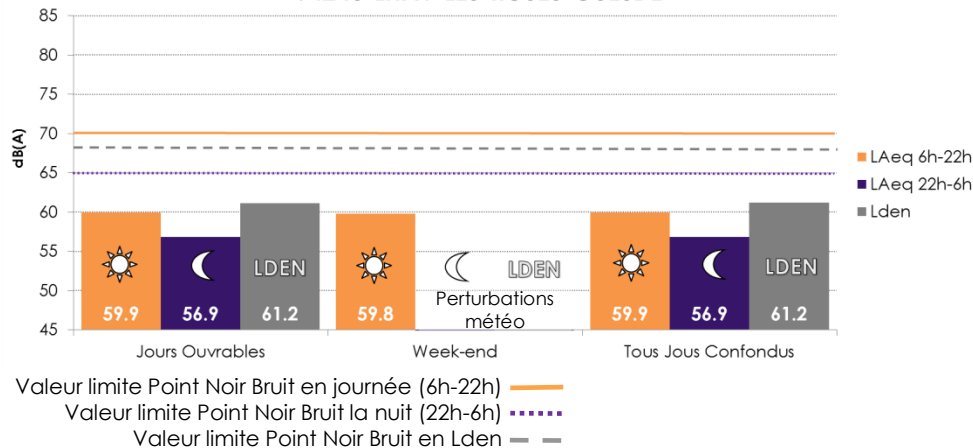 85
80
75
70
65
60
55
50
45
dB(A)
LAeq 6h-22h
LAeq 22h-6h
Lden
LDEN
LDEN
LDEN
Perturbations
météo
59.9 56.9 61.2 59.8 59.9 56.9 61.2
Jours Ouvrables Week-end Tous Jous Confondus
Valeur limite Point Noir Bruit en journée (6h-22h)
Valeur limite Point Noir Bruit la nuit (22h-6h)
Valeur limite Point Noir Bruit en Lden